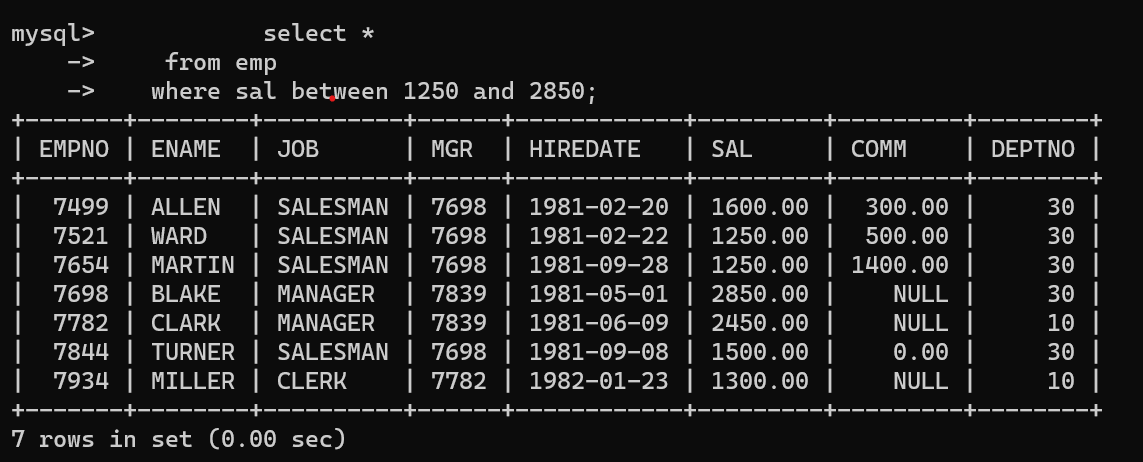 mysql>            select *
    ->     from emp
    ->    where sal between 1250 and 2850;
+-------+--------+----------+------+------------+---------+---------+--------+
| EMPNO | ENAME  | JOB      | MGR  | HIREDATE   | SAL     | COMM    | DEPTNO |
+-------+--------+----------+------+------------+---------+---------+--------+
|  7499 | ALLEN  | SALESMAN | 7698 | 1981-02-20 | 1600.00 |  300.00 |     30 |
|  7521 | WARD   | SALESMAN | 7698 | 1981-02-22 | 1250.00 |  500.00 |     30 |
|  7654 | MARTIN | SALESMAN | 7698 | 1981-09-28 | 1250.00 | 1400.00 |     30 |
|  7698 | BLAKE  | MANAGER  | 7839 | 1981-05-01 | 2850.00 |    NULL |     30 |
|  7782 | CLARK  | MANAGER  | 7839 | 1981-06-09 | 2450.00 |    NULL |     10 |
|  7844 | TURNER | SALESMAN | 7698 | 1981-09-08 | 1500.00 |    0.00 |     30 |
|  7934 | MILLER | CLERK    | 7782 | 1982-01-23 | 1300.00 |    NULL |     10 |
+-------+--------+----------+------+------------+---------+---------+--------+
7 rows in set (0.00 sec)